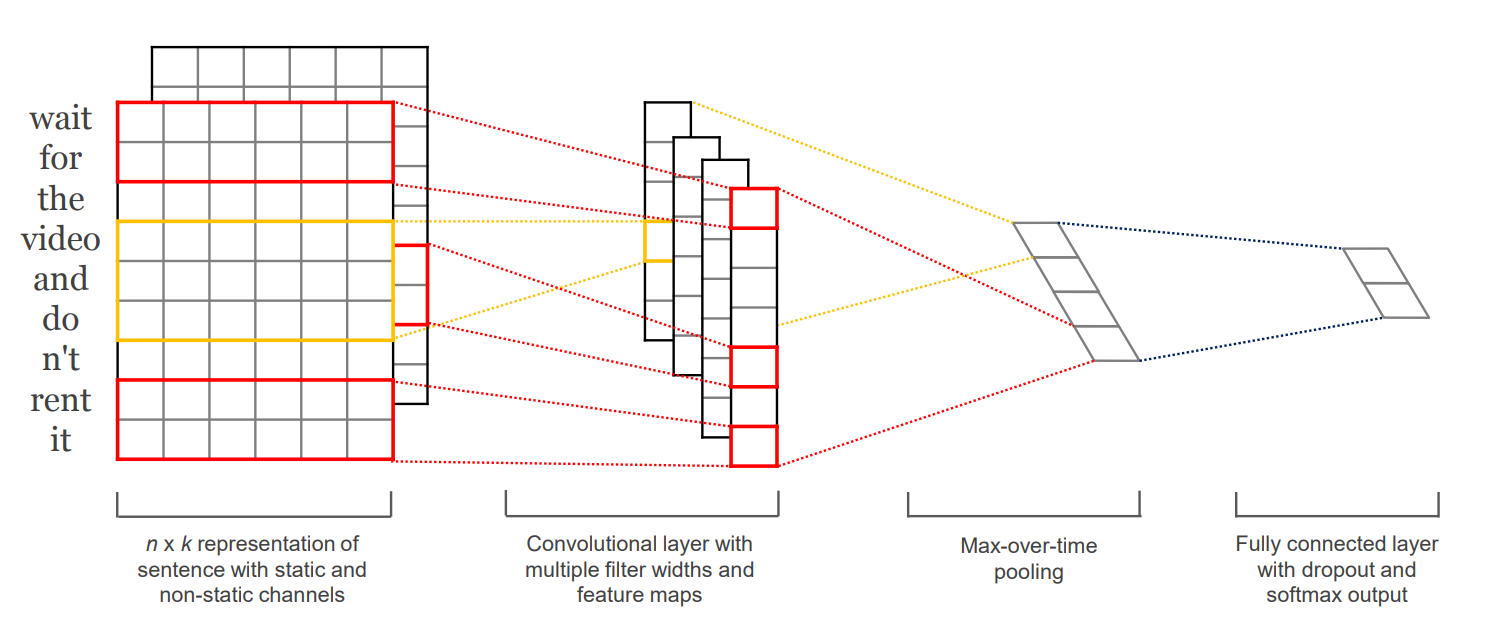 wait
for
the
video
and
do
n't
rent
it
n x k representation of
sentence with static and
non-static channels
Convolutional layer with
multiple filter widths and
feature maps
Max-over-time
pooling
Fully connected layer
with dropout and
softmax output